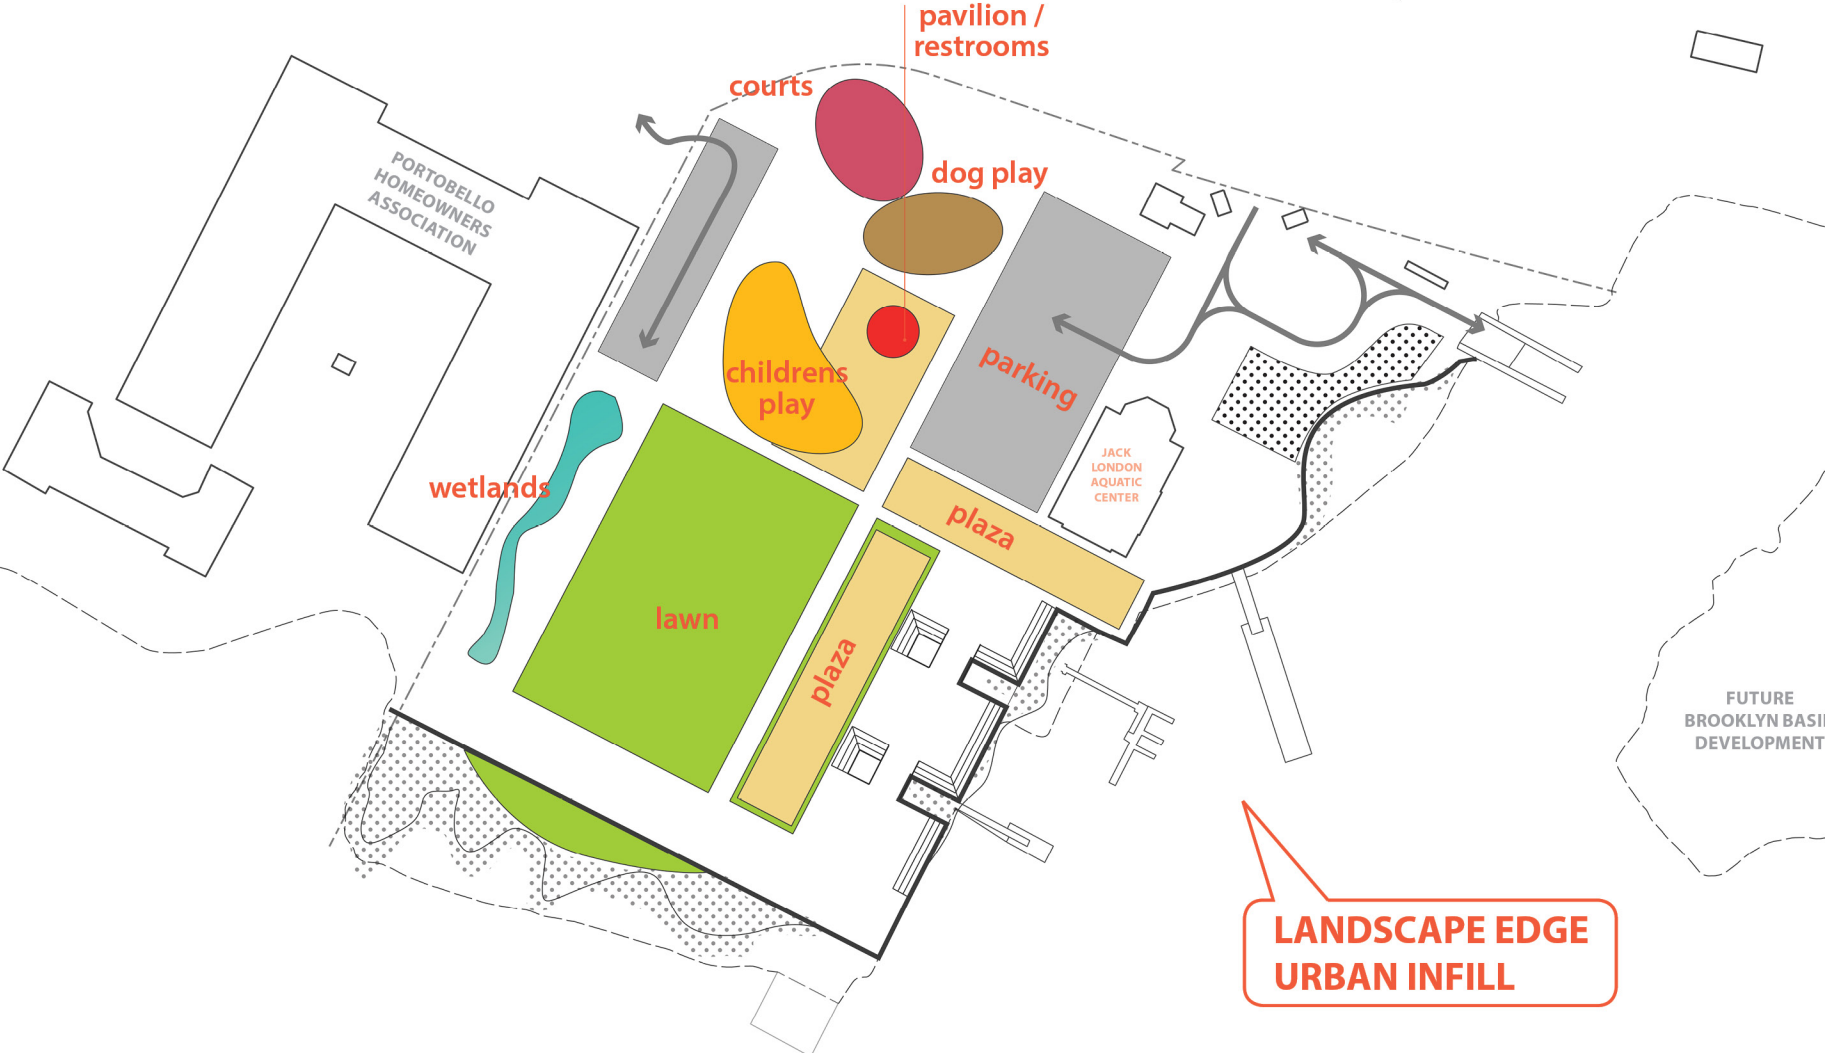 pavilion /
restrooms
courts
dog play
PORTOBELLO
HOMEOWNERS
ASSOCIATION
childrens
play
parking
JACK
LONDON
AQUATIC
CENTER
wetlands
plaza
lawn
plaza
FUTURE
BROOKLYN BASI
DEVELOPMENT
LANDSCAPE EDGE
URBAN INFILL